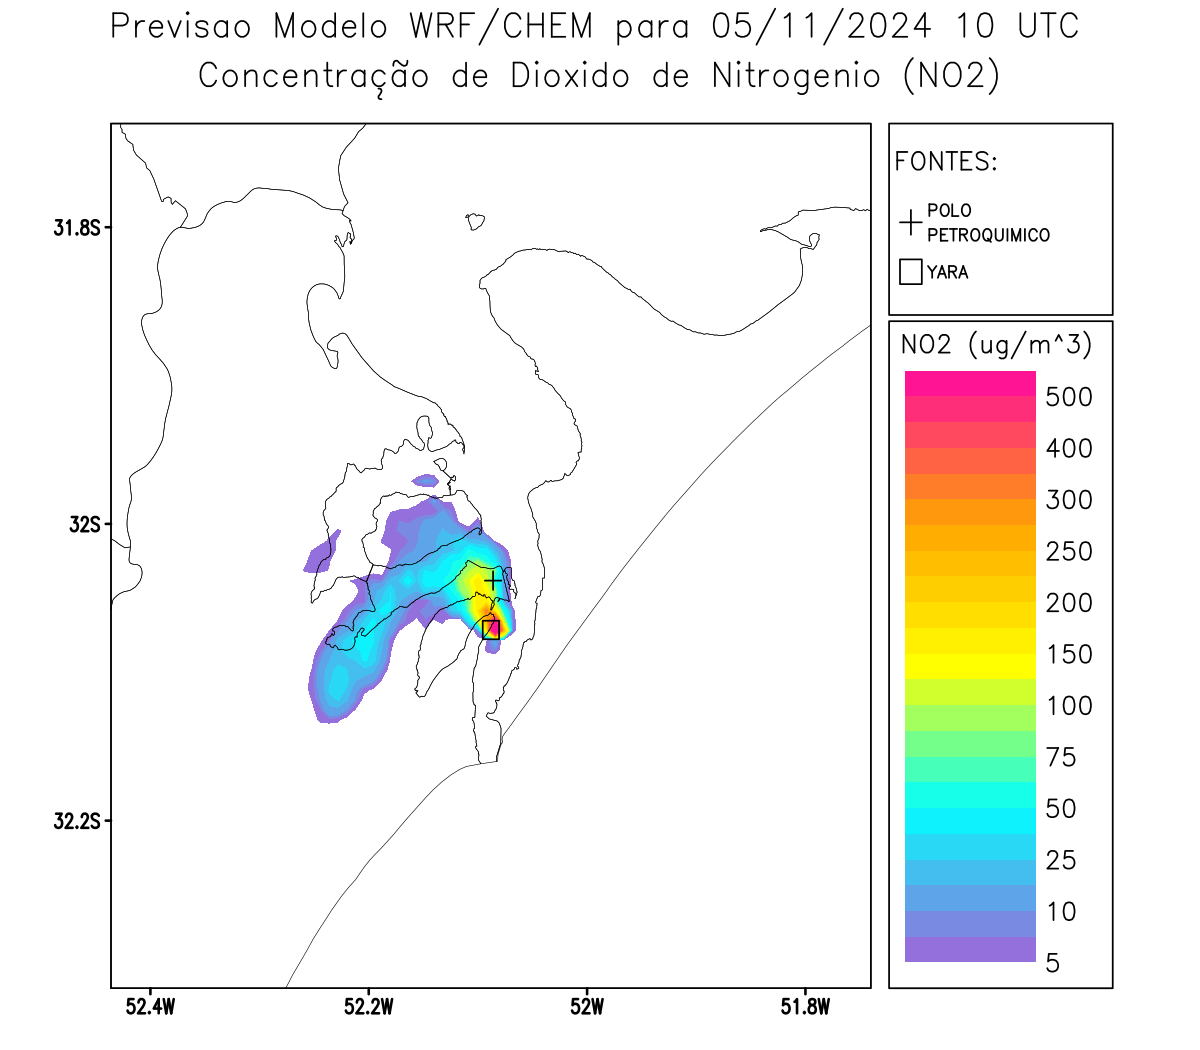 Previsao Modelo WRF/CHEM para 05/11/2024 10 UTC
Concentração de Dioxido de Nitrogenio (NO2)
FONTES:
POLO
PETROQUIMICO
YARA
NO2 (ug/m^3)
500
400
300
250
200
150
100
75
50
25
10
5
31.8S
32S
32.2S
52.4W
52.2W
52W
51.8W